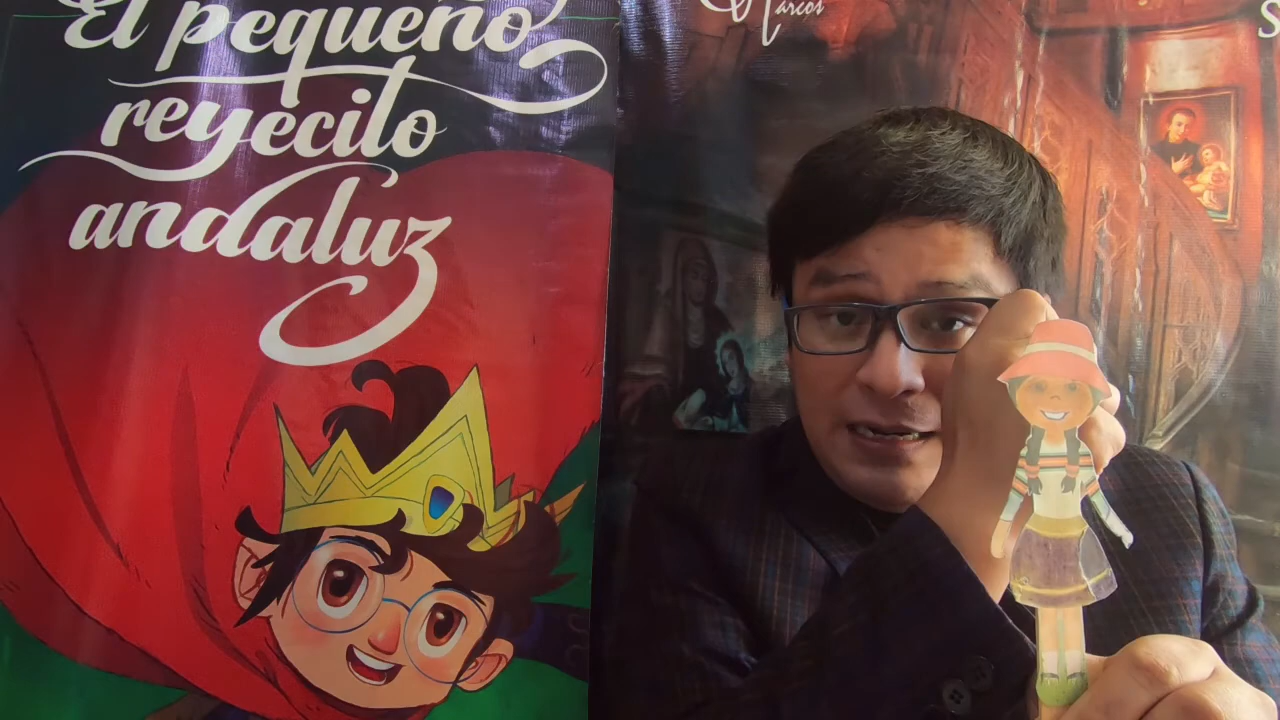 El pequeño
reyecito
andaluz
Marcos
S